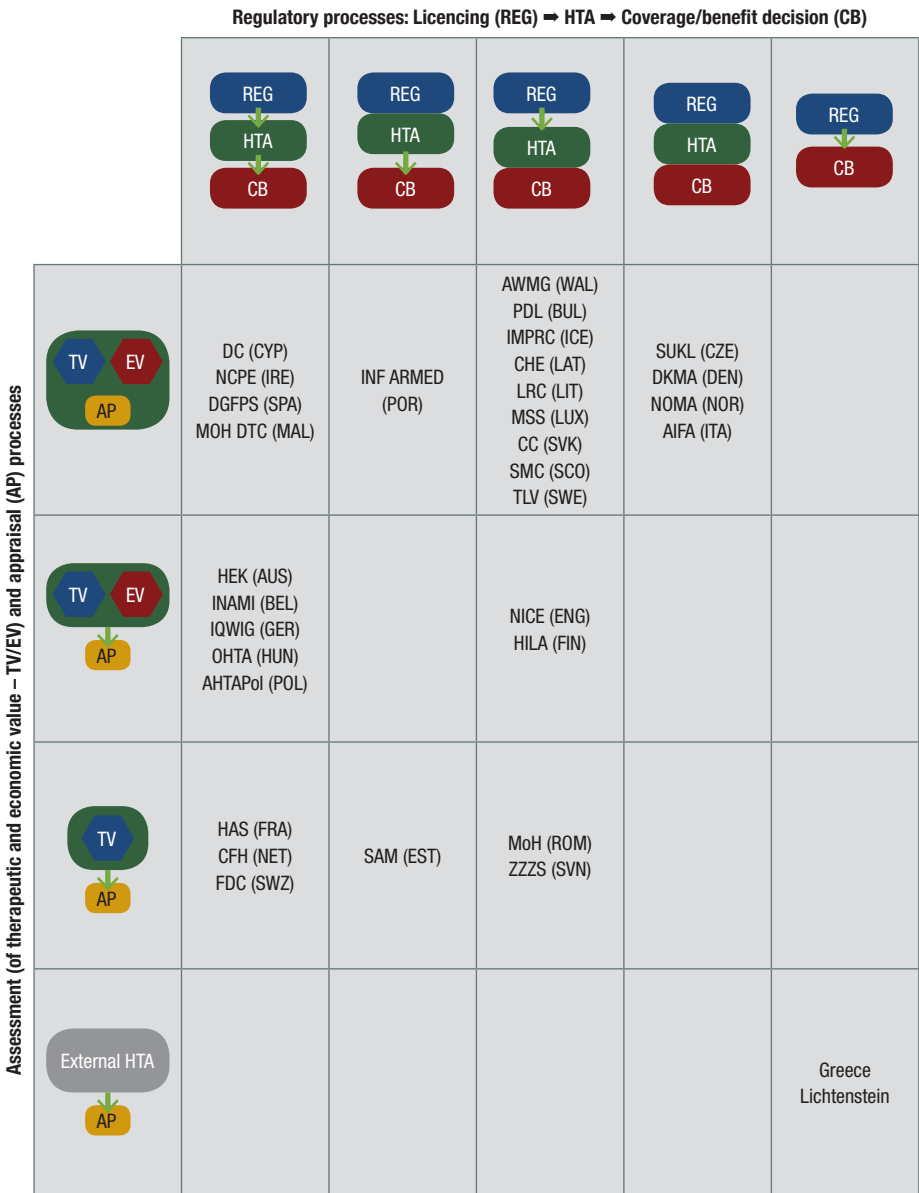 Regulatory processes: Licencing (REG) ➡ HTA ➡ Coverage/benefit decision (CB)
REG
HTA
CB
REG
HTA
CB
REG
HTA
CB
REG
HTA
CB
REG
CB
Assessment (of therapeutic and economic value – TV/EV) and appraisal (AP) processes
TV
EV
AP
DC (CYP)
NCPE (IRE)
DGFPS (SPA)
MOH DTC (MAL)
INF ARMED
(POR)
AWMG (WAL)
PDL (BUL)
IMPRC (ICE)
CHE (LAT)
LRC (LIT)
MSS (LUX)
CC (SVK)
SMC (SCO)
TLV (SWE)
SUKL (CZE)
DKMA (DEN)
NOMA (NOR)
AIFA (ITA)
TV
EV
AP
HEK (AUS)
INAMI (BEL)
IQWIG (GER)
OHTA (HUN)
AHTAPol (POL)
NICE (ENG)
HILA (FIN)
TV
AP
HAS (FRA)
CFH (NET)
FDC (SWZ)
SAM (EST)
MoH (ROM)
ZZZS (SVN)
External HTA
AP
Greece
Lichtenstein